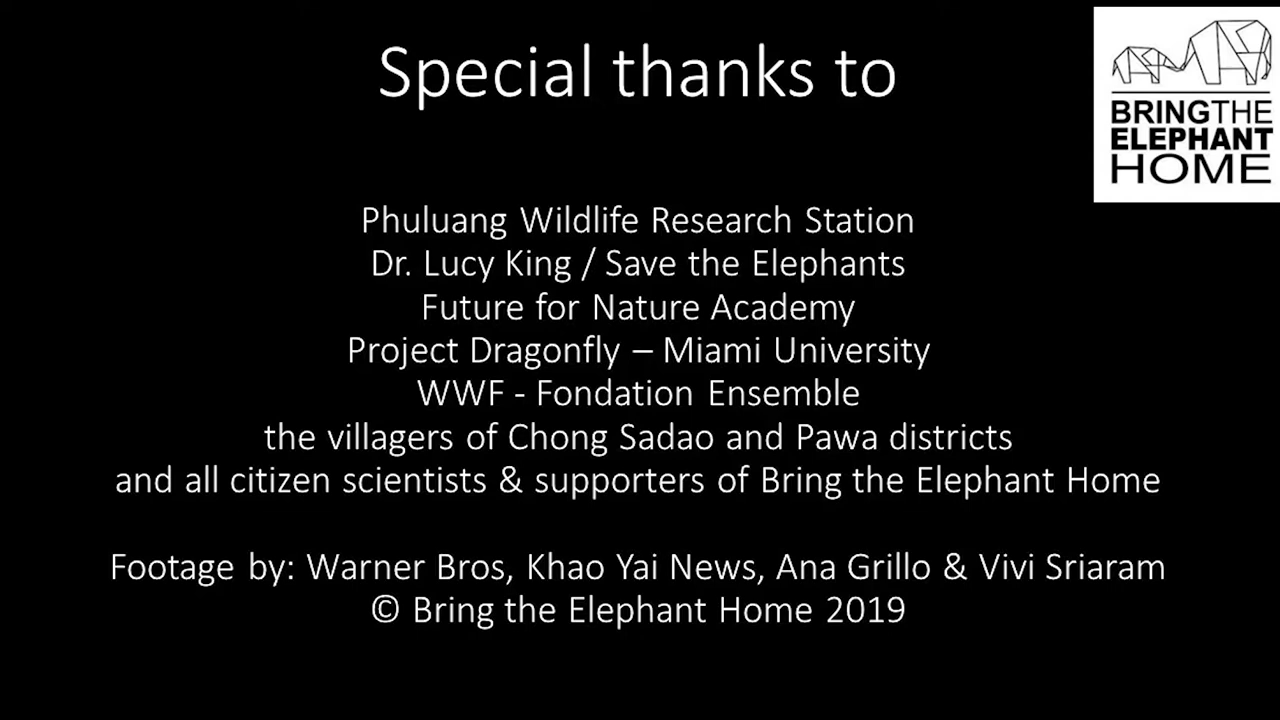 Special thanks to
BRINGTHE
ELEPHANT
HOME
Phuluang Wildlife Research Station
Dr. Lucy King / Save the Elephants
Future for Nature Academy
Project Dragonfly – Miami University
WWF - Fondation Ensemble
the villagers of Chong Sadao and Pawa districts
and all citizen scientists & supporters of Bring the Elephant Home
Footage by: Warner Bros, Khao Yai News, Ana Grillo & Vivi Sriaram
© Bring the Elephant Home 2019